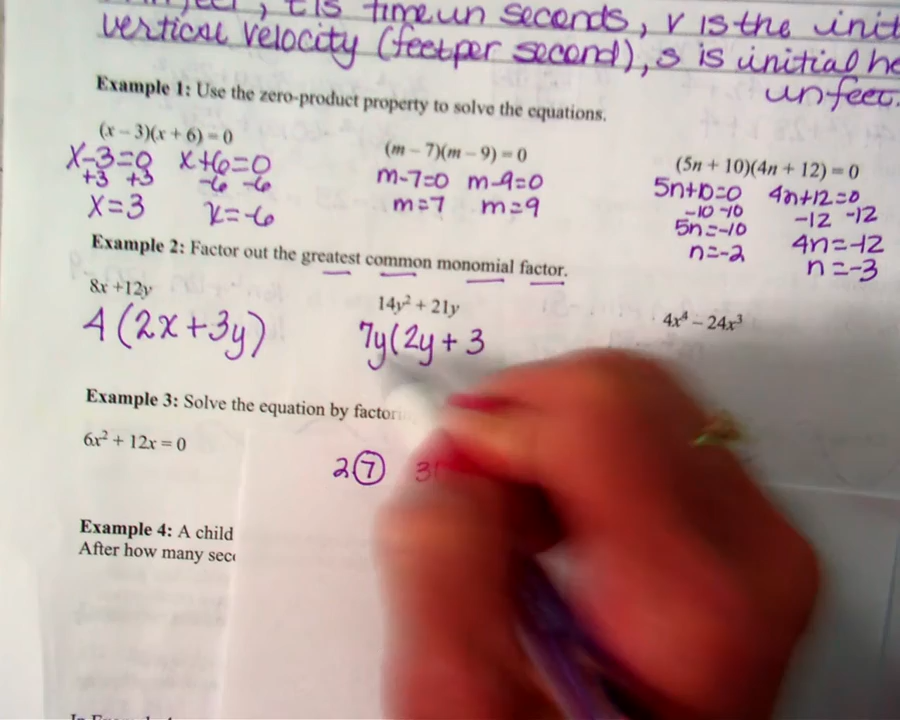 , t is time un seconds, v is the init
vertical velocity (feet per second), s is initial he
un feet.
Example 1: Use the zero-product property to solve the equations.
(x – 3)(x + 6) = 0 (m – 7)(m – 9) = 0 (5n + 10)(4n + 12) = 0
x-3=0 x+6=0 m-7=0 m-9=0 5n+10=0 4n+12=0
+3 +3 -6 -6 -10 -10 -12 -12
x=3 x=-6 m=7 m=9 5n=-10 4n=-12
n=-2 n=-3
Example 2: Factor out the greatest common monomial factor.
8x +12y 14y² + 21y 4x⁴ – 24x³
4(2x+3y) 7y(2y+3
Example 3: Solve the equation by factori
6x² + 12x = 0
2 7 3
Example 4: A child
After how many sec